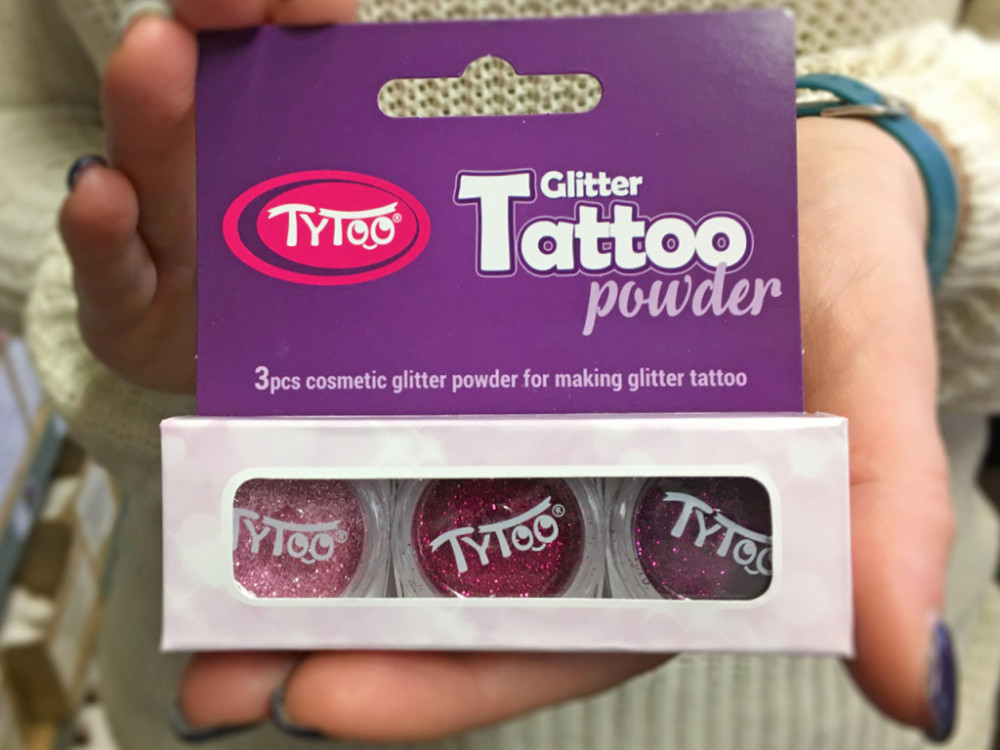 TyToo®
Glitter
Tattoo
powder
3pcs cosmetic glitter powder for making glitter tattoo
TyToo®
TyToo®
TyToo